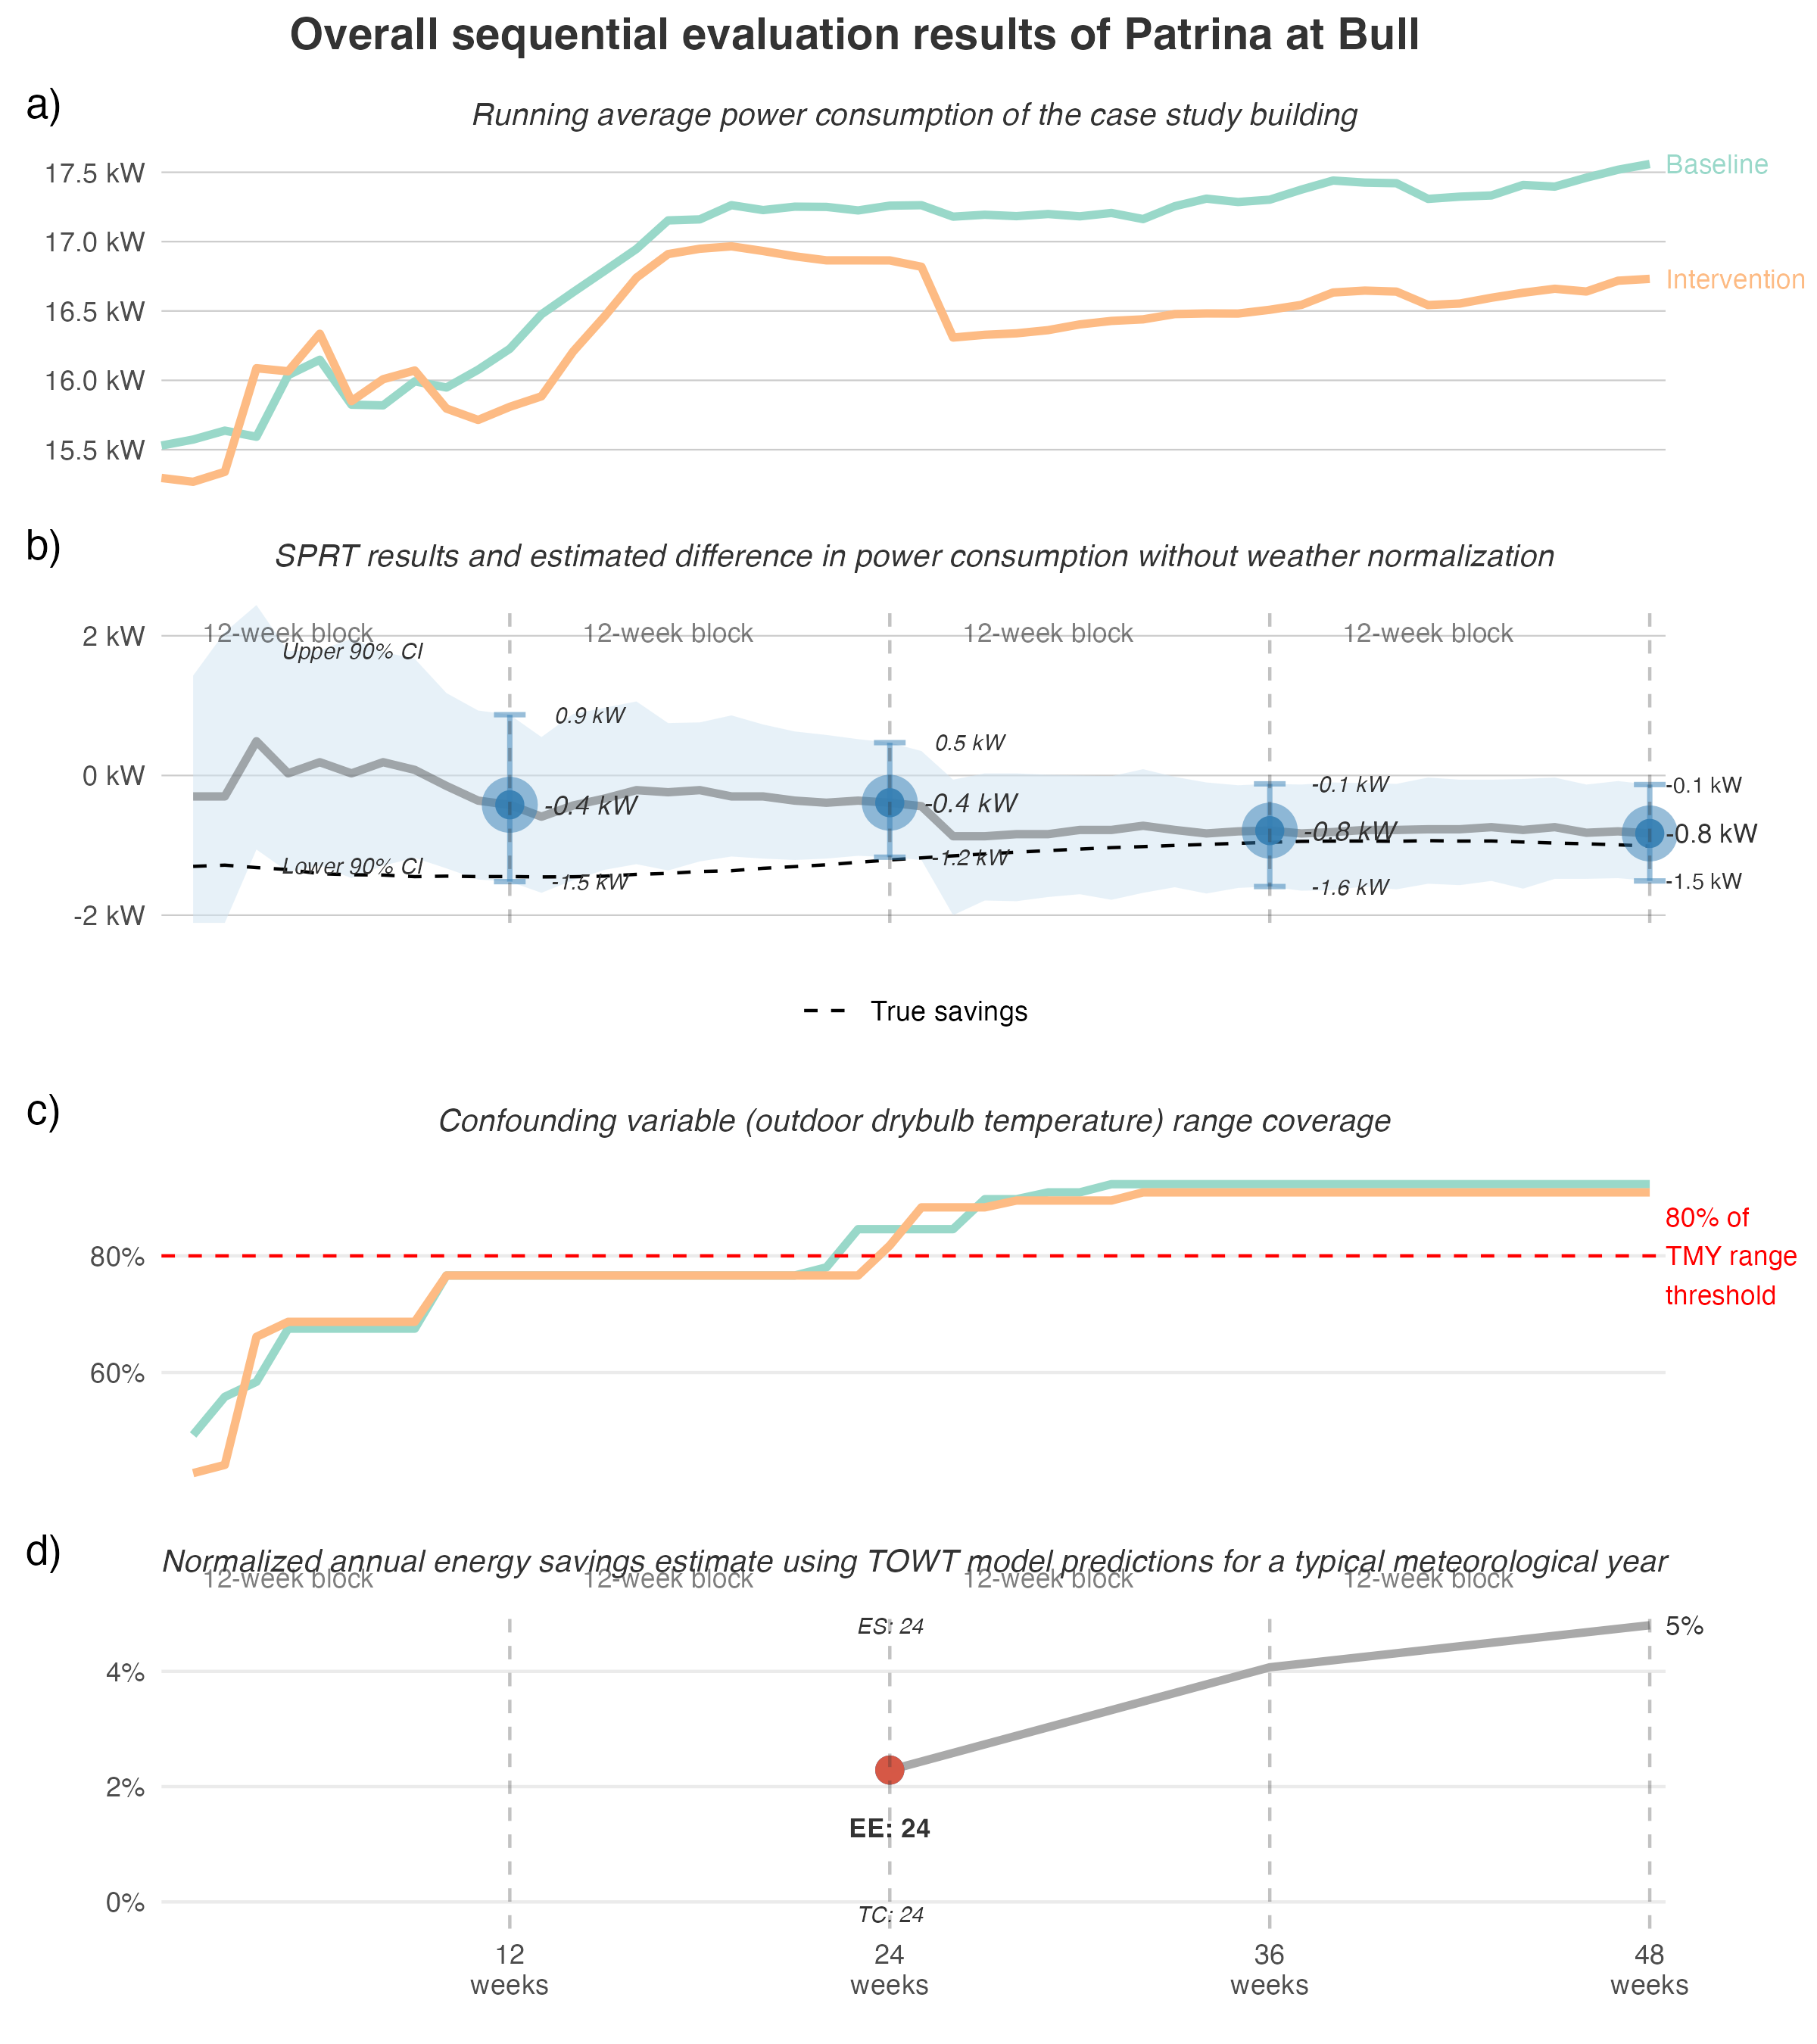 Overall sequential evaluation results of Patrina at Bull
a)
Running average power consumption of the case study building
17.5 kW
17.0 kW
16.5 kW
16.0 kW
15.5 kW
Baseline
Intervention
b)
SPRT results and estimated difference in power consumption without weather normalization
12-week block
12-week block
12-week block
12-week block
2 kW
0 kW
-2 kW
Upper 90% CI
Lower 90% CI
0.9 kW
-0.4 kW
-1.5 kW
0.5 kW
-0.4 kW
-1.2 kW
-0.1 kW
-0.8 kW
-1.6 kW
-0.1 kW
-0.8 kW
-1.5 kW
True savings
c)
Confounding variable (outdoor drybulb temperature) range coverage
80%
60%
80% of
TMY range
threshold
d)
Normalized annual energy savings estimate using TOWT model predictions for a typical meteorological year
12-week block
12-week block
12-week block
12-week block
4%
2%
0%
ES: 24
5%
EE: 24
TC: 24
12
weeks
24
weeks
36
weeks
48
weeks